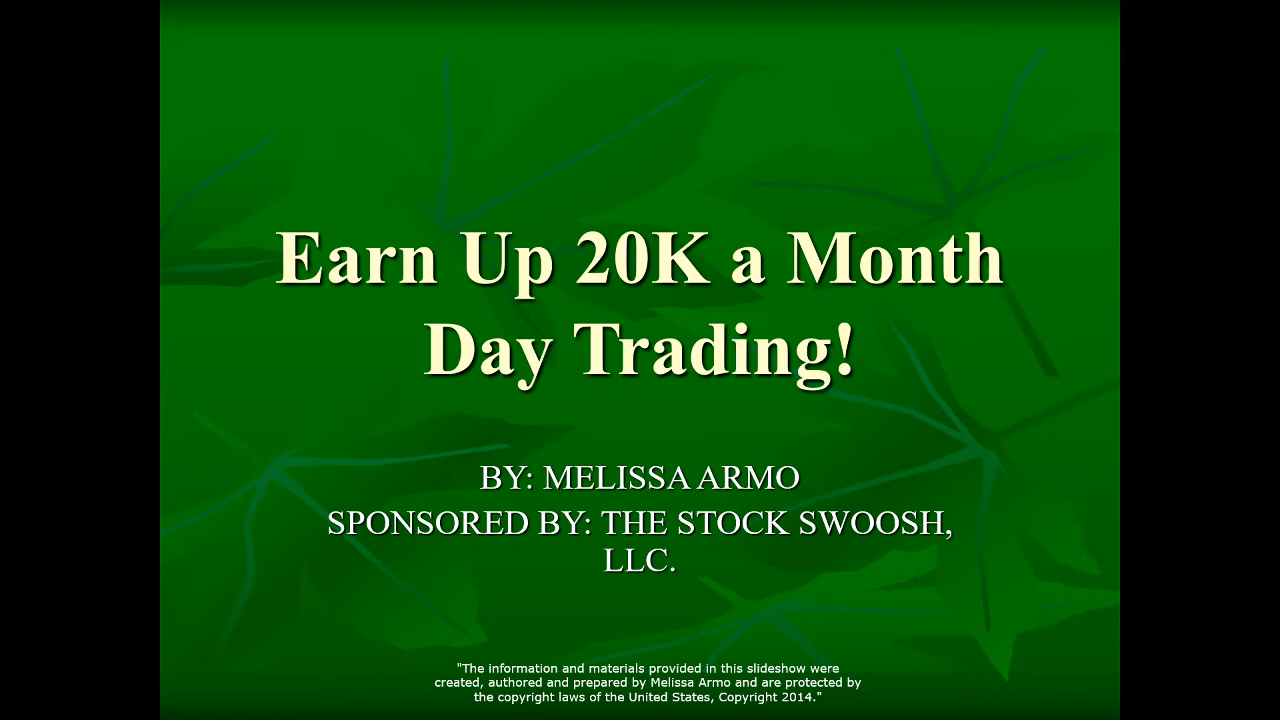 Earn Up 20K a Month
Day Trading!
BY: MELISSA ARMO
SPONSORED BY: THE STOCK SWOOSH,
LLC.
"The information and materials provided in this slideshow were
created, authored and prepared by Melissa Armo and are protected by
the copyright laws of the United States, Copyright 2014."